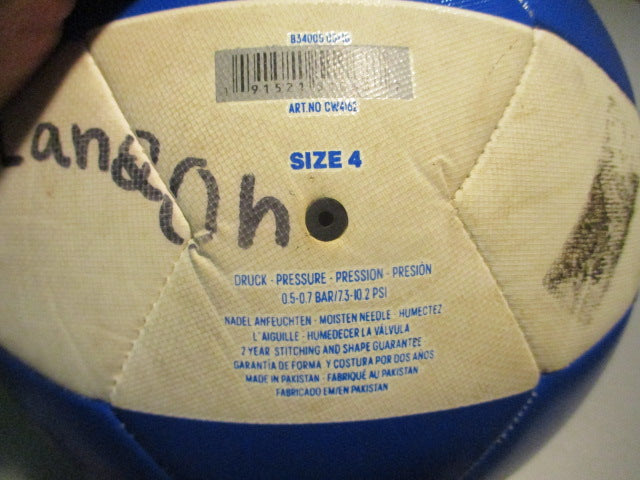 B34005 05-16
ART.NO CW4162
SIZE 4
Oh
DRUCK · PRESSURE · PRESSION · PRESIÓN
0.5-0.7 BAR/7.3-10.2 PSI
NADEL ANFEUCHTEN · MOISTEN NEEDLE · HUMECTEZ
L'AIGUILLE · HUMEDECER LA VÁLVULA
2 YEAR STITCHING AND SHAPE GUARANTEE
GARANTÍA DE FORMA Y COSTURA POR DOS AÑOS
MADE IN PAKISTAN · FABRIQUÉ AU PAKISTAN
FABRICADO EM/EN PAKISTAN